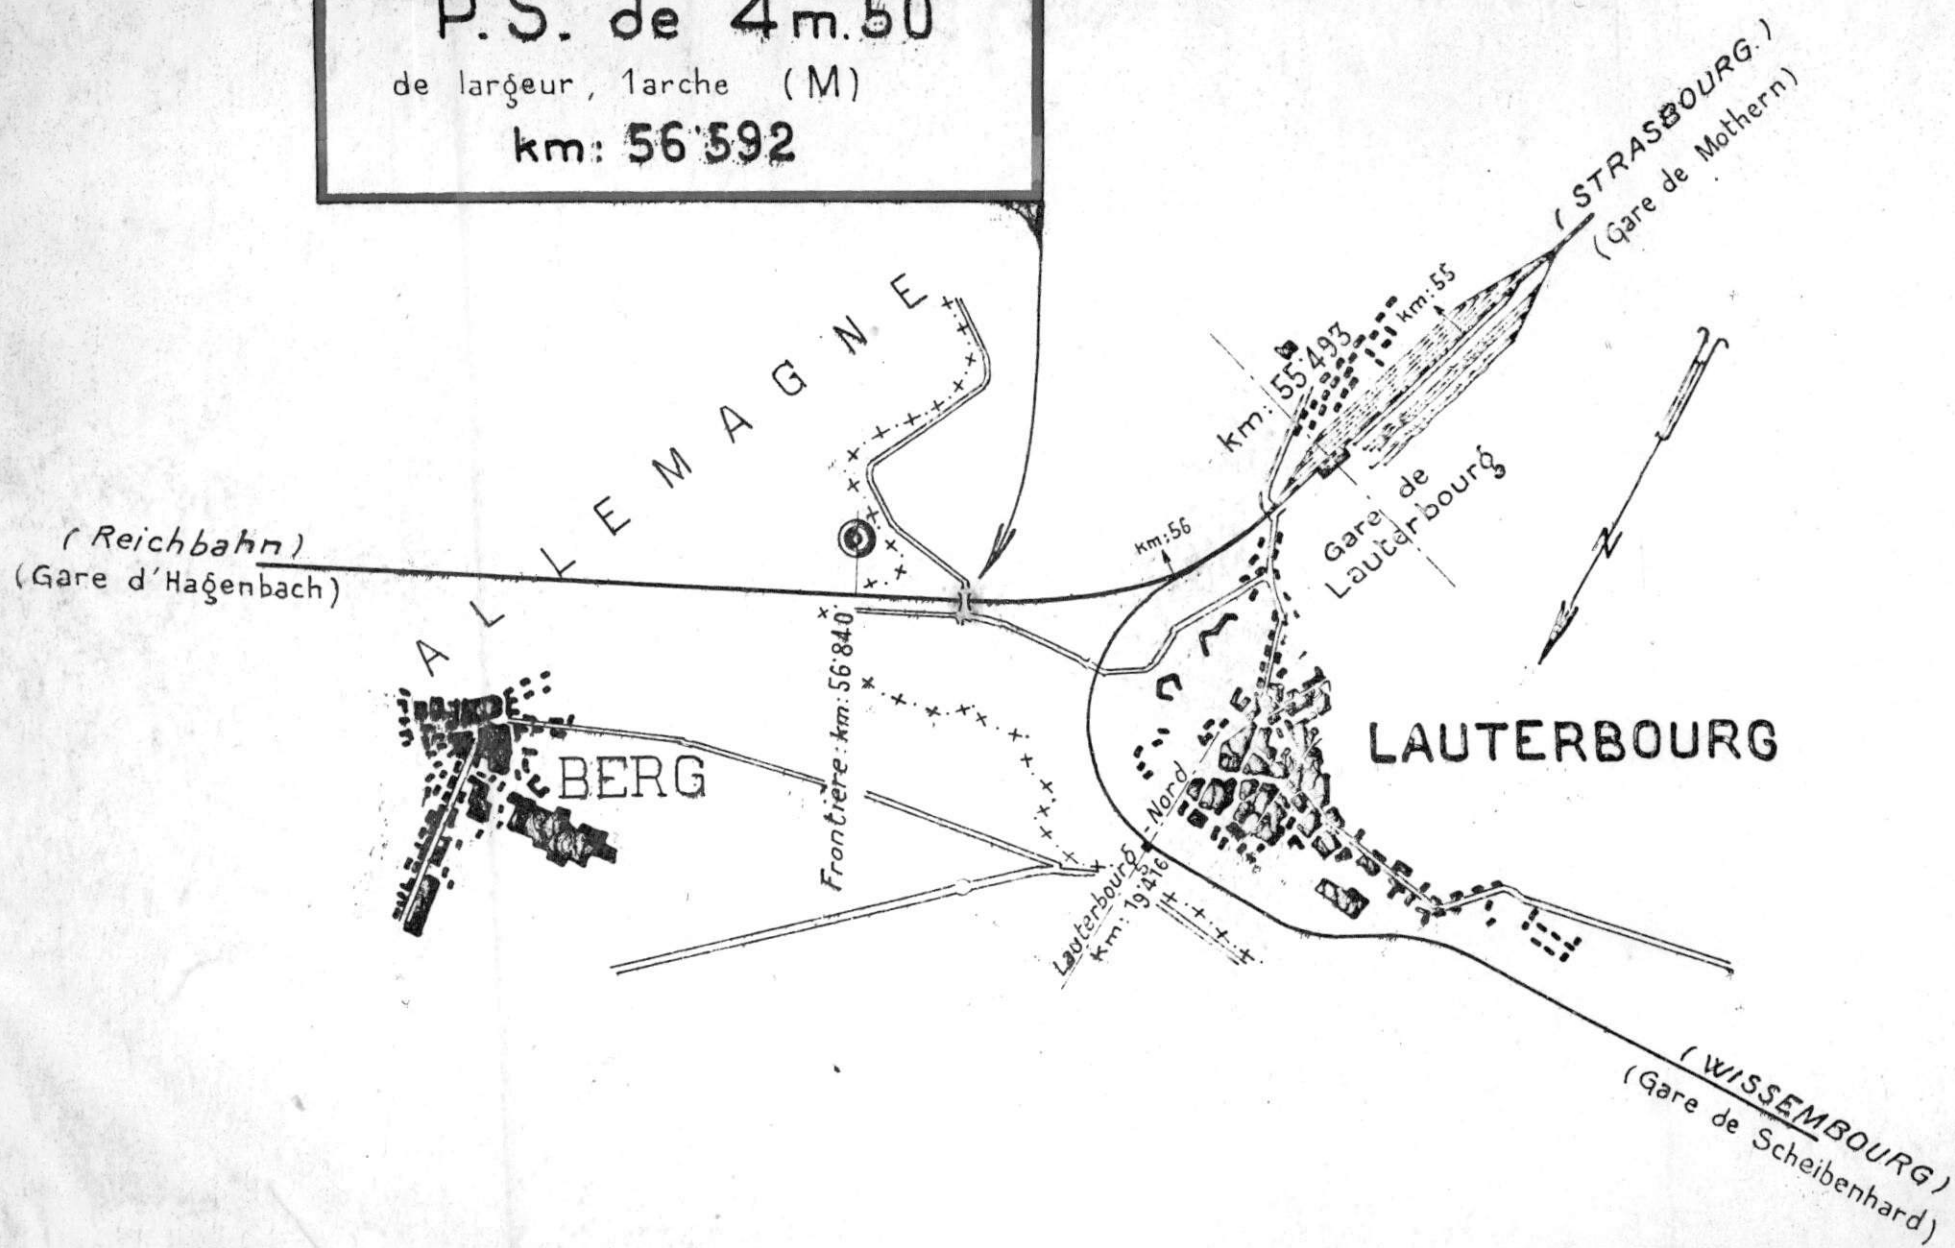 P.S. de 4m.50
de largeur, 1arche (M)
km: 56'592
(STRASBOURG.)
(Gare de Mothern)
km:55
km: 55'493
Gare de
Lauterbourg
km:56
N
ALLEMAGNE
(Reichbahn)
(Gare d'Hagenbach)
BERG
Frontière: km: 56'840
LAUTERBOURG
Lauterbourg - Nord
km: 19'416
(WISSEMBOURG)
(Gare de Scheibenhard)